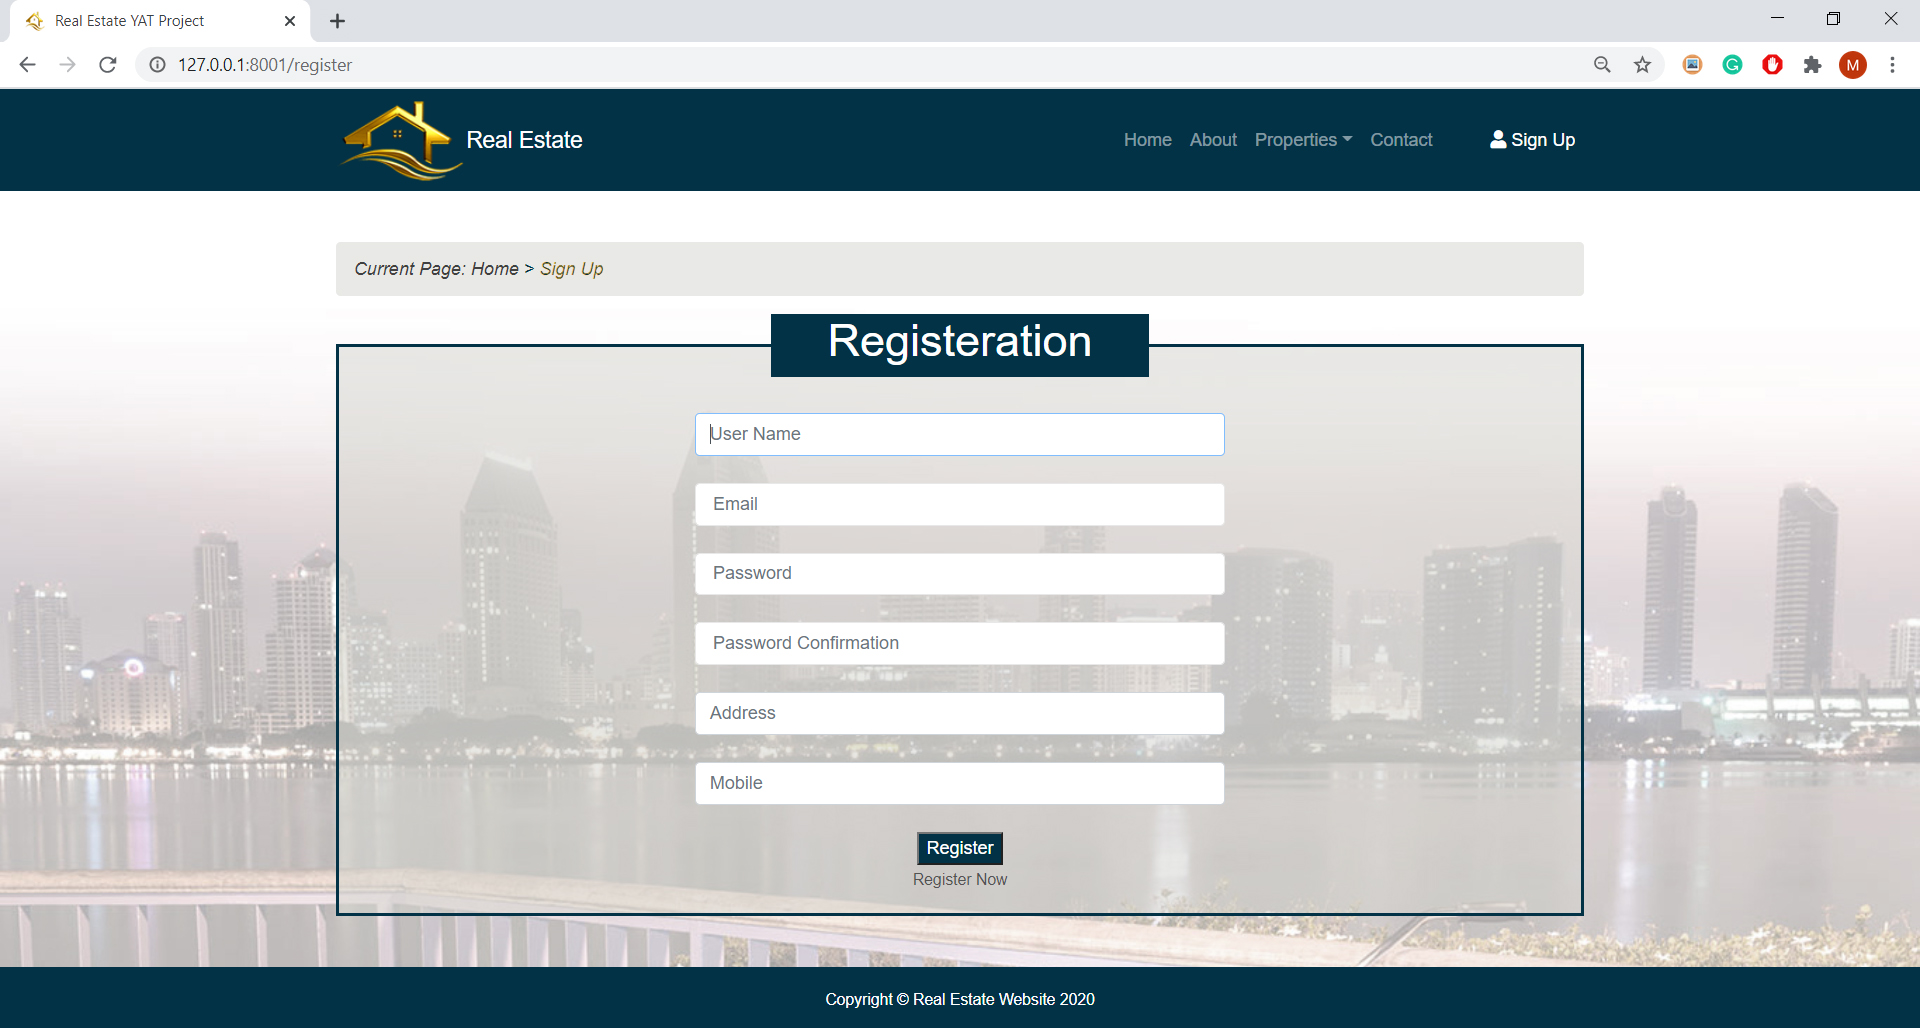 Real Estate YAT Project
127.0.0.1:8001/register
M
Real Estate
Home About Properties Contact Sign Up
Current Page: Home > Sign Up
Registeration
User Name
Email
Password
Password Confirmation
Address
Mobile
Register
Register Now
Copyright © Real Estate Website 2020